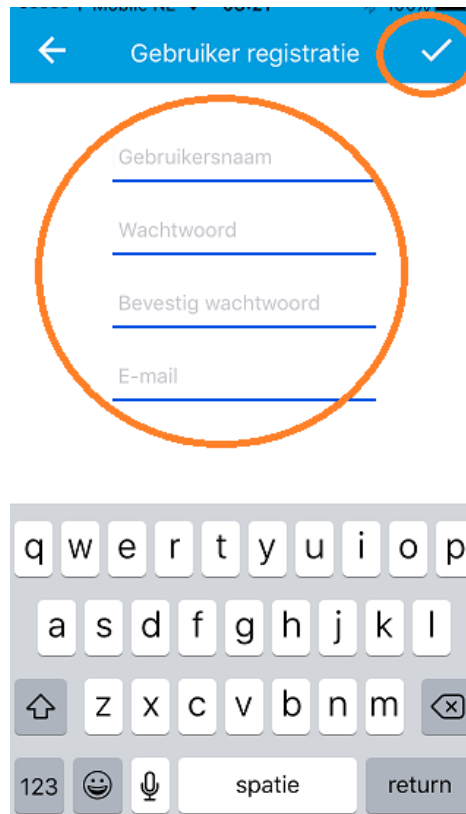 Gebruiker registratie
Gebruikersnaam
Wachtwoord
Bevestig wachtwoord
E-mail
q w e r t y u i o p
a s d f g h j k l
z x c v b n m
123 spatie return